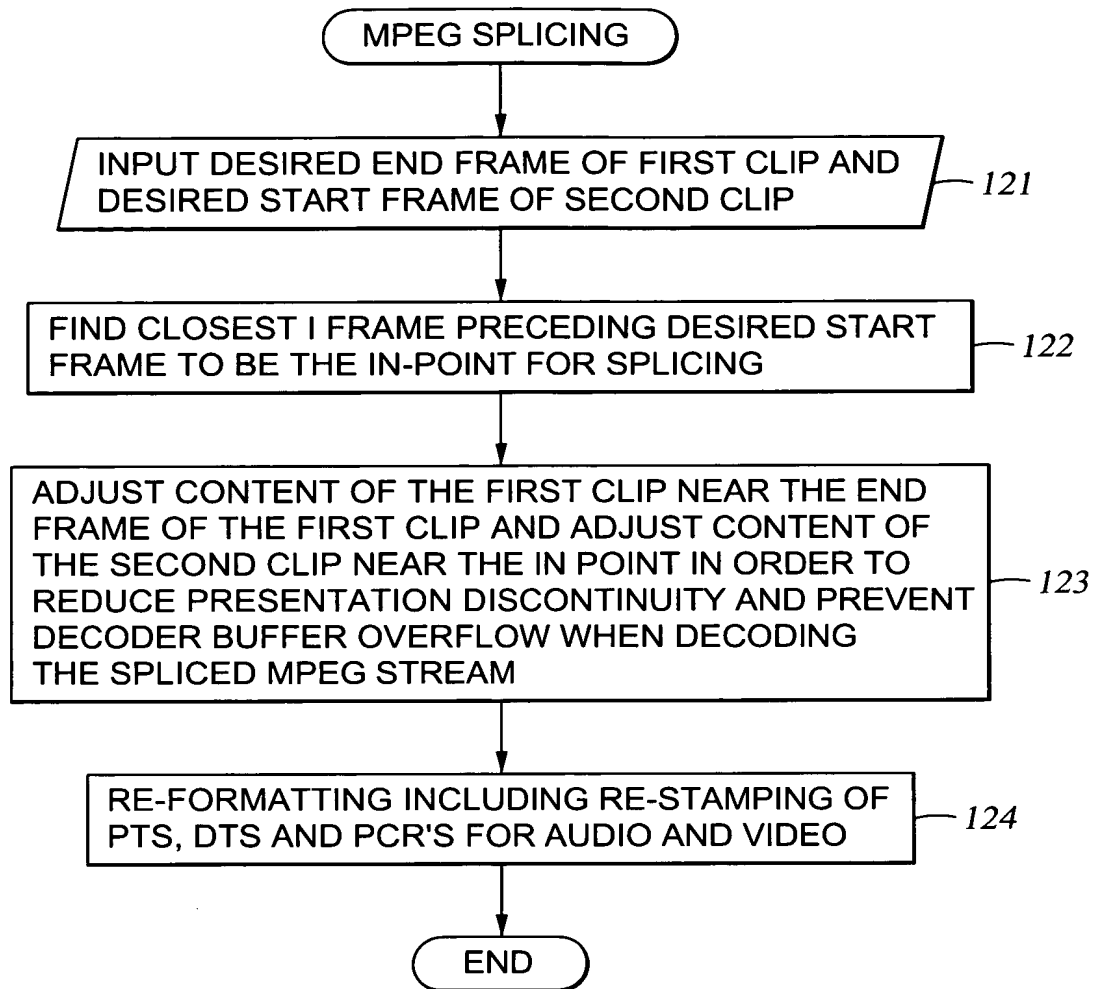 MPEG SPLICING
INPUT DESIRED END FRAME OF FIRST CLIP AND
DESIRED START FRAME OF SECOND CLIP
121
FIND CLOSEST I FRAME PRECEDING DESIRED START
FRAME TO BE THE IN-POINT FOR SPLICING
122
ADJUST CONTENT OF THE FIRST CLIP NEAR THE END
FRAME OF THE FIRST CLIP AND ADJUST CONTENT OF
THE SECOND CLIP NEAR THE IN POINT IN ORDER TO
REDUCE PRESENTATION DISCONTINUITY AND PREVENT
DECODER BUFFER OVERFLOW WHEN DECODING
THE SPLICED MPEG STREAM
123
RE-FORMATTING INCLUDING RE-STAMPING OF
PTS, DTS AND PCR'S FOR AUDIO AND VIDEO
124
END